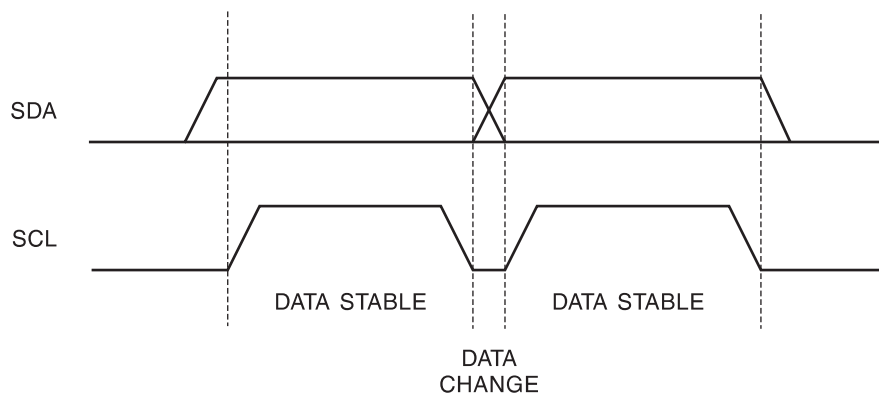 SDA
SCL
DATA STABLE
DATA STABLE
DATA
CHANGE